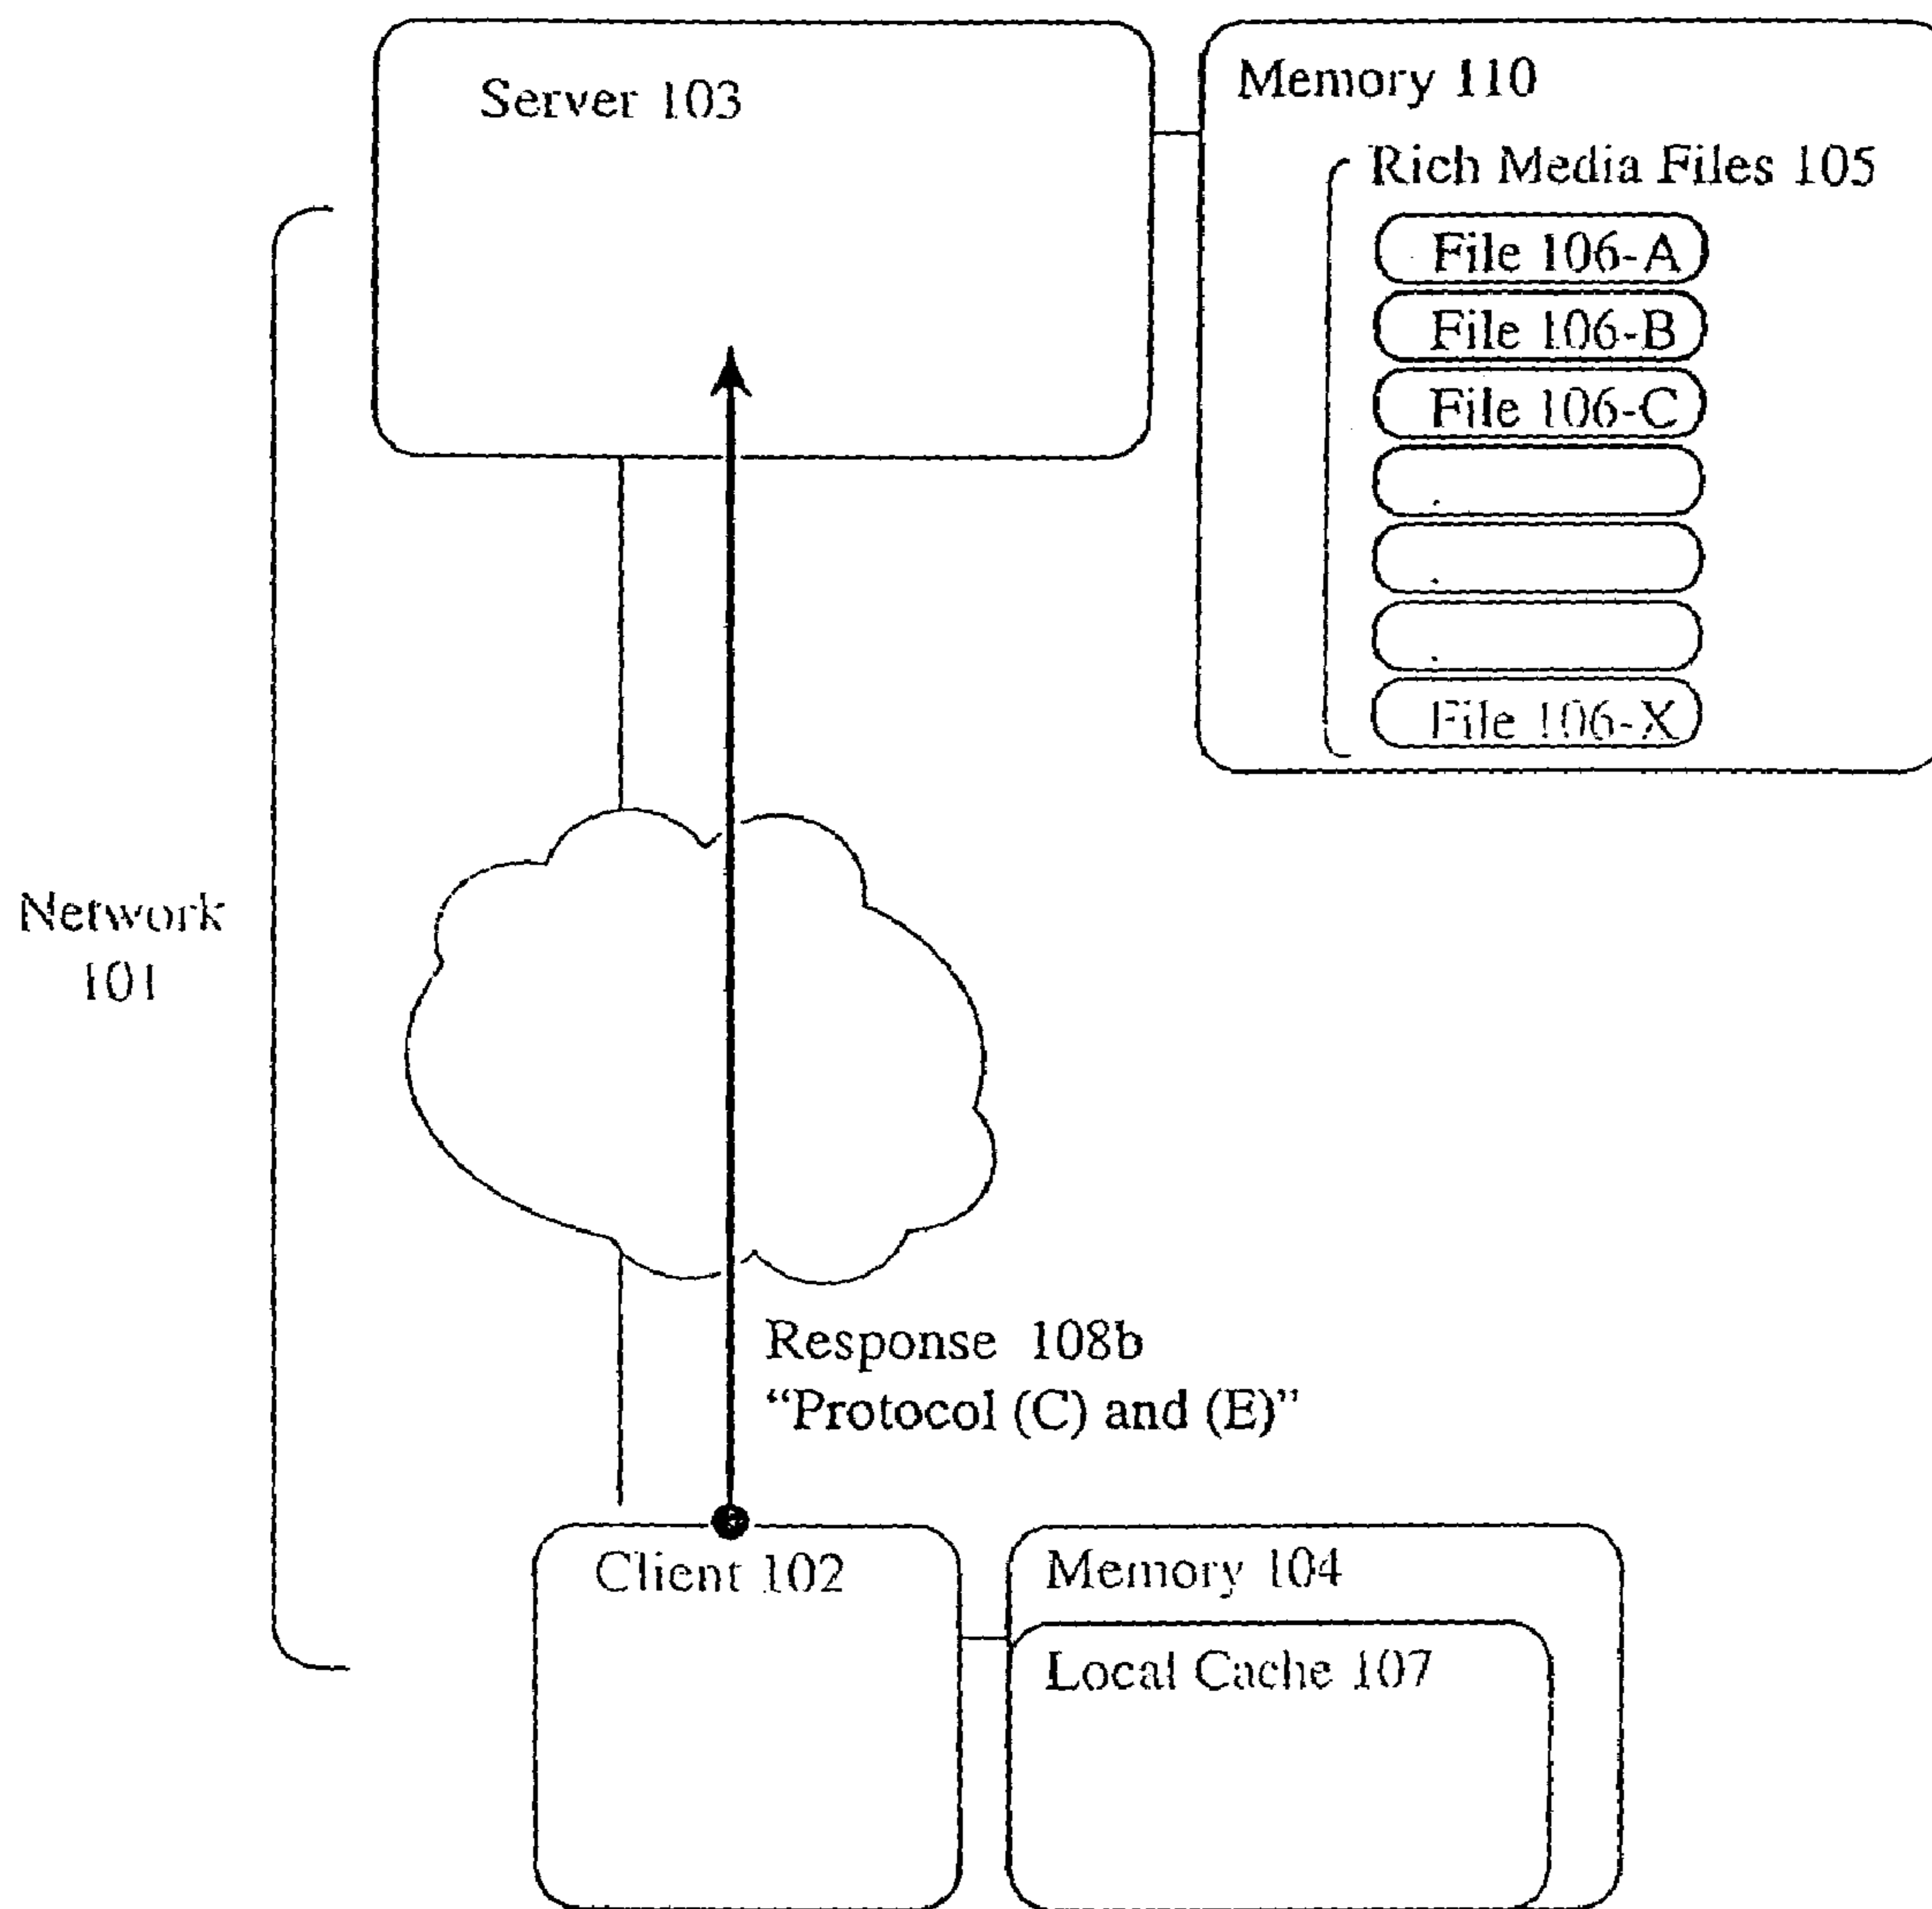 Server 103
Memory 110
Rich Media Files 105
File 106-A
File 106-B
File 106-C
File 106-X
Network
101
Response 108b
“Protocol (C) and (E)”
Client 102
Memory 104
Local Cache 107